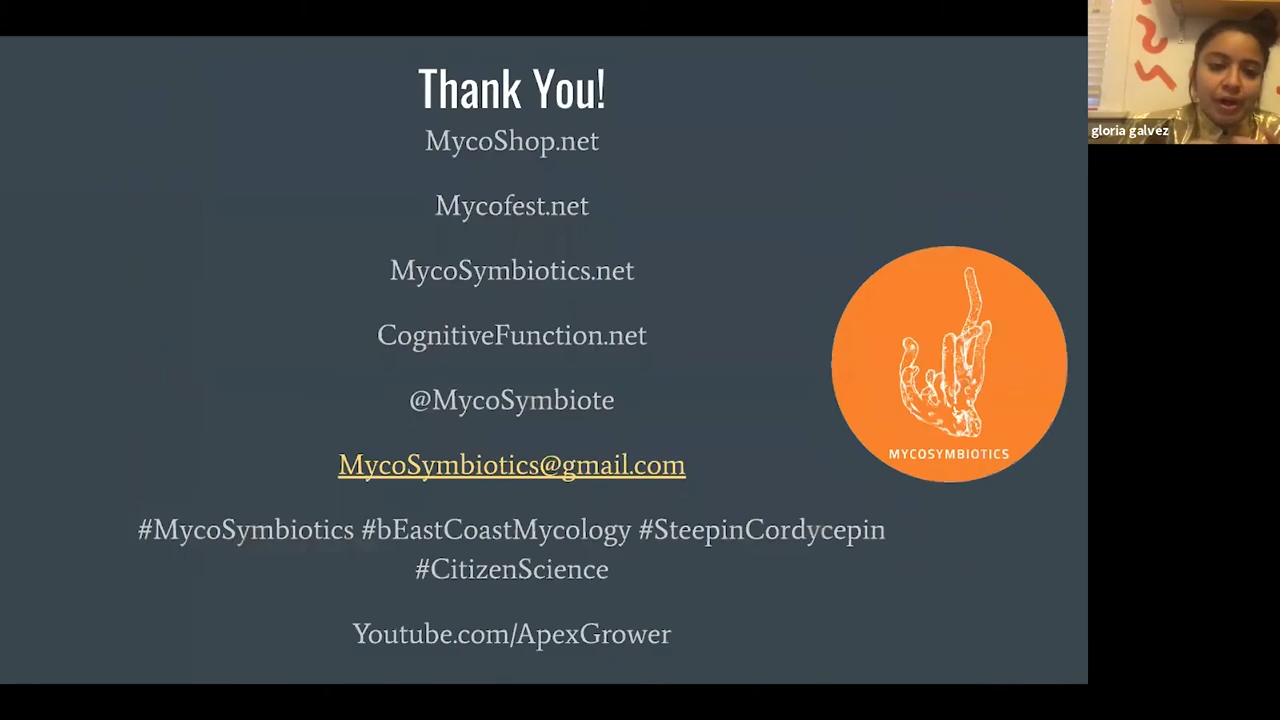 Thank You!
MycoShop.net
Mycofest.net
MycoSymbiotics.net
CognitiveFunction.net
@MycoSymbiote
MycoSymbiotics@gmail.com
#MycoSymbiotics #bEastCoastMycology #SteepinCordycepin
#CitizenScience
Youtube.com/ApexGrower
MYCOSYMBIOTICS
gloria galvez